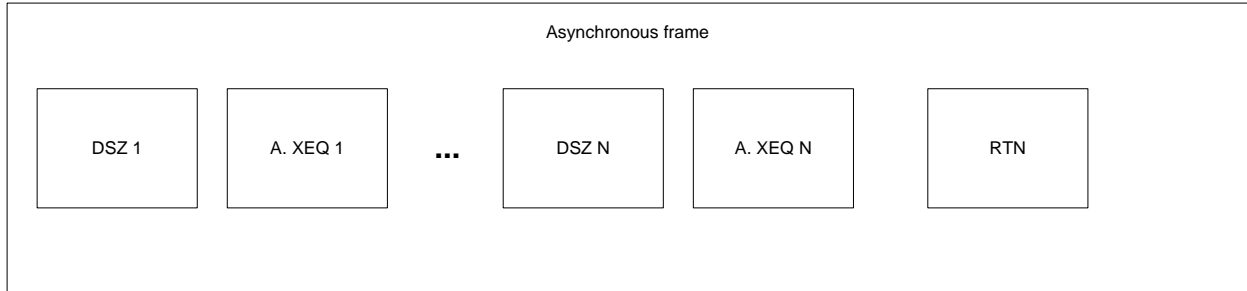 Asynchronous frame
DSZ 1
A. XEQ 1
...
DSZ N
A. XEQ N
RTN